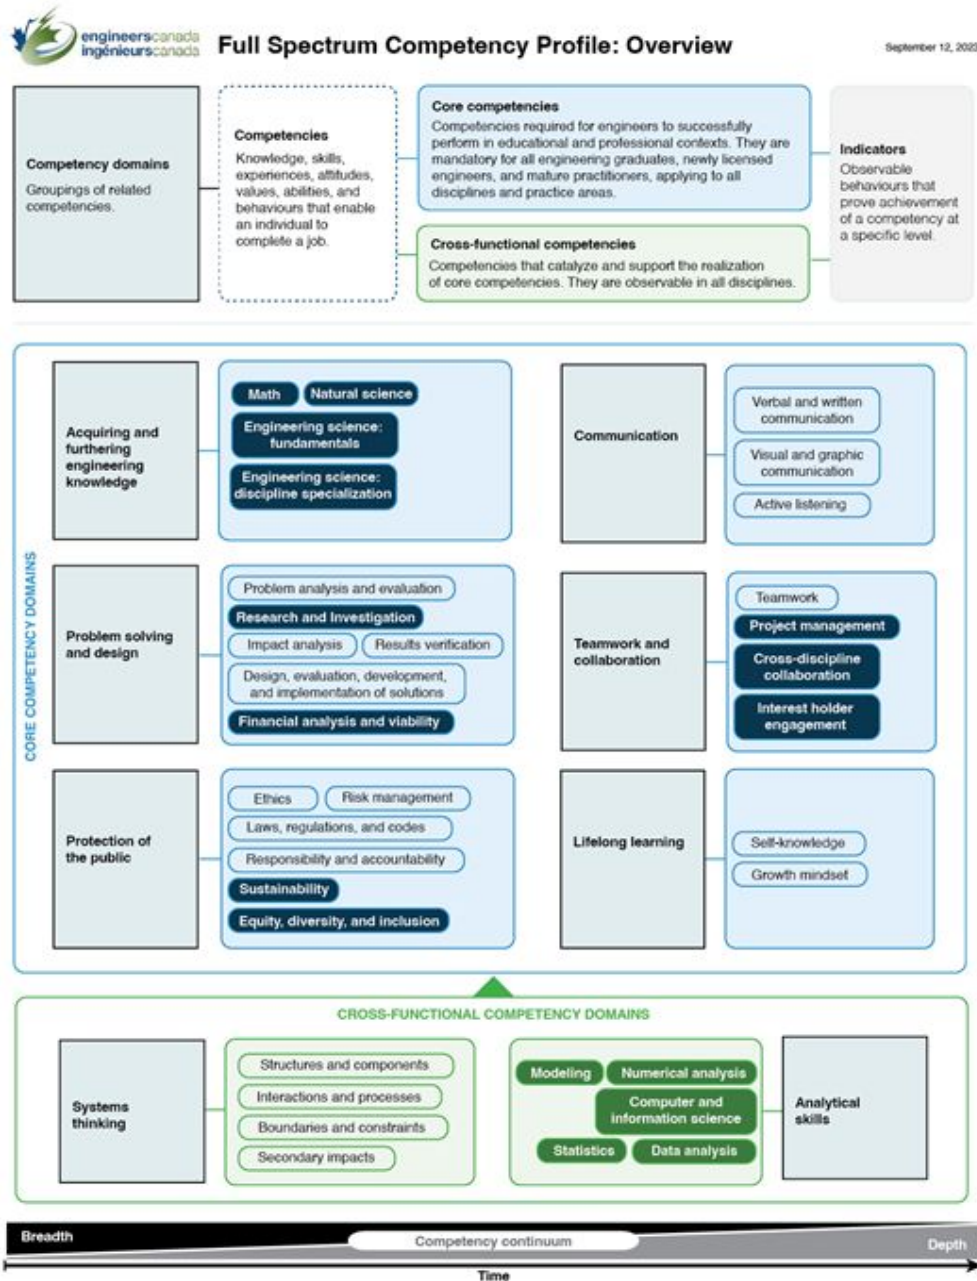 engineerscanada
ingénieurscanada
Full Spectrum Competency Profile: Overview
Competency domains
Groupings of related
competencies.
Competencies
Knowledge, skills,
experiences, attitudes,
values, abilities, and
behaviours that enable
an individual to
complete a job.
Core competencies
Competencies required for engineers to successfully
perform in educational and professional contexts. They are
mandatory for all engineering graduates, newly licensed
engineers, and mature practitioners, applying to all
disciplines and practice areas.
Cross-functional competencies
Competencies that catalyze and support the realization
of core competencies. They are observable in all disciplines.
Indicators
Observable
behaviours that
prove achievement
of a competency at
a specific level.
CORE COMPETENCY DOMAINS
Acquiring and
furthering
engineering
knowledge
Math
Natural science
Engineering science:
fundamentals
Engineering science:
discipline specialization
Communication
Verbal and written
communication
Visual and graphic
communication
Active listening
Problem solving
and design
Problem analysis and evaluation
Research and Investigation
Impact analysis
Results verification
Design, evaluation, development,
and implementation of solutions
Financial analysis and viability
Teamwork and
collaboration
Teamwork
Project management
Cross-discipline
collaboration
Interest holder
engagement
Protection of
the public
Ethics
Risk management
Laws, regulations, and codes
Responsibility and accountability
Sustainability
Equity, diversity, and inclusion
Lifelong learning
Self-knowledge
Growth mindset
CROSS-FUNCTIONAL COMPETENCY DOMAINS
Systems
thinking
Structures and components
Interactions and processes
Boundaries and constraints
Secondary impacts
Modeling
Numerical analysis
Computer and
information science
Statistics
Data analysis
Analytical
skills
Breadth
Competency continuum
Depth
Time